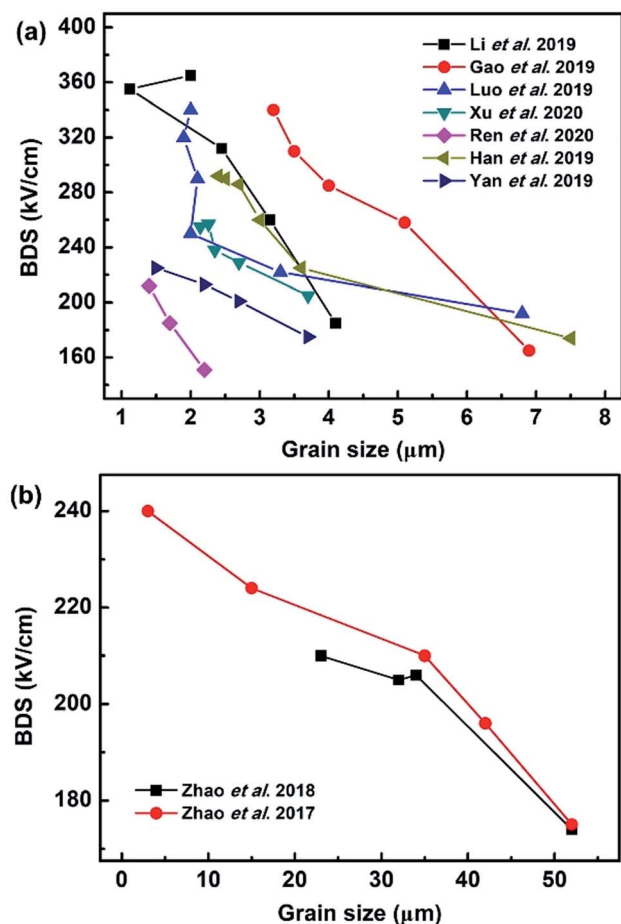 (a)
400
360
320
280
240
200
160
BDS (kV/cm)
Li et al. 2019
Gao et al. 2019
Luo et al. 2019
Xu et al. 2020
Ren et al. 2020
Han et al. 2019
Yan et al. 2019
1 2 3 4 5 6 7 8
Grain size (μm)
(b)
240
220
200
180
BDS (kV/cm)
Zhao et al. 2018
Zhao et al. 2017
0 10 20 30 40 50
Grain size (μm)